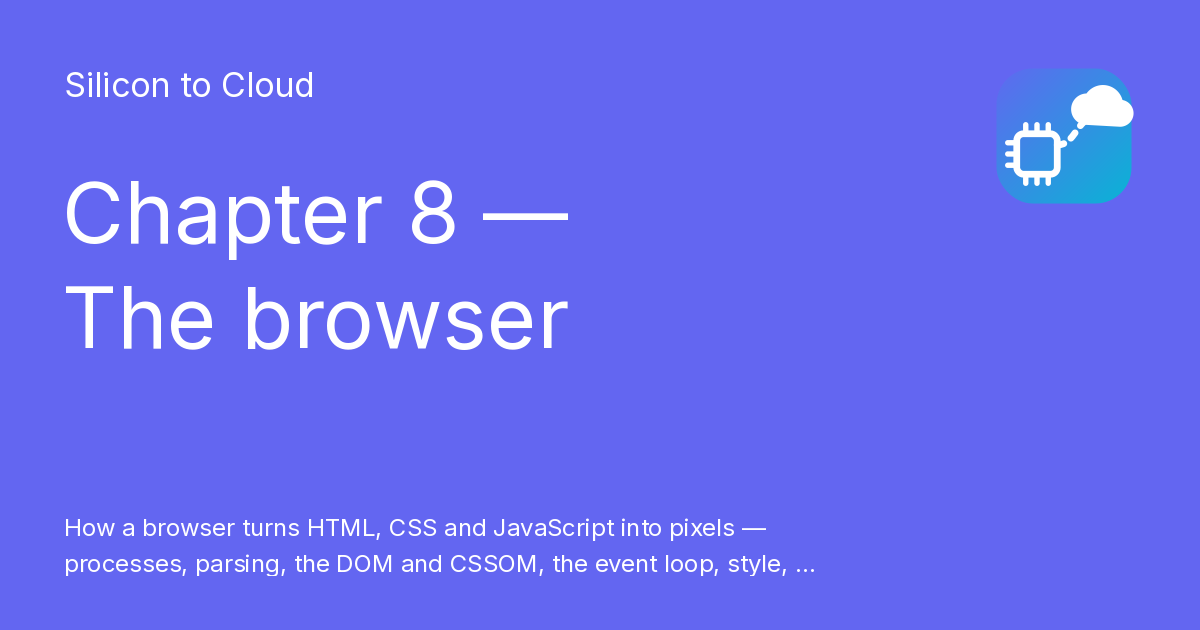 Silicon to Cloud
Chapter 8 —
The browser
How a browser turns HTML, CSS and JavaScript into pixels —
processes, parsing, the DOM and CSSOM, the event loop, style, …